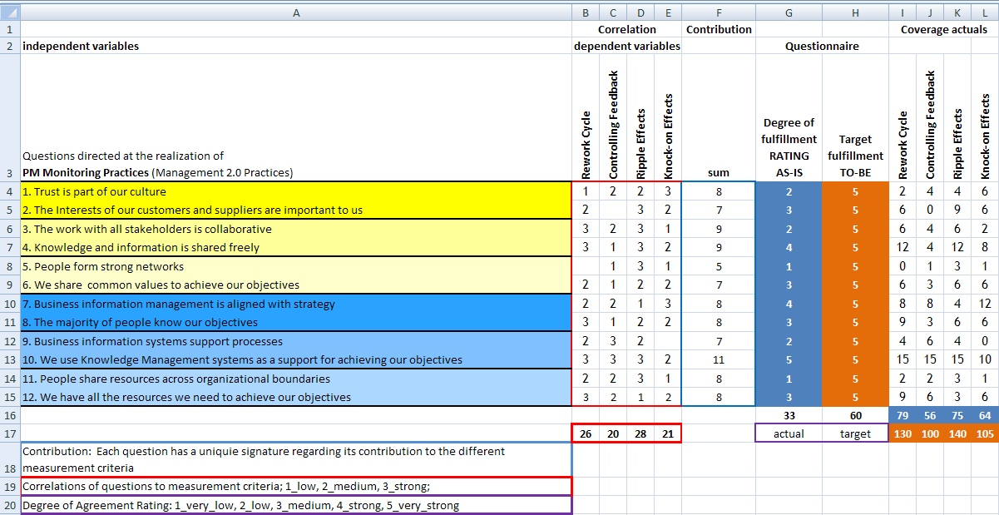 A B C D E F G H I J K L
1 Correlation Contribution Coverage actuals
2 independent variables dependent variables Questionnaire
3 Questions directed at the realization of
PM Monitoring Practices (Management 2.0 Practices)
Rework Cycle
Controlling Feedback
Ripple Effects
Knock-on Effects
sum
Degree of
fulfillment
RATING
AS-IS
Target
fulfillment
TO-BE
Rework Cycle
Controlling Feedback
Ripple Effects
Knock-on Effects
4 1. Trust is part of our culture 1 2 2 3 8 2 5 2 4 4 6
5 2. The Interests of our customers and suppliers are important to us 2 3 2 7 3 5 6 0 9 6
6 3. The work with all stakeholders is collaborative 3 2 3 1 9 2 5 6 4 6 2
7 4. Knowledge and information is shared freely 3 1 3 2 9 4 5 12 4 12 8
8 5. People form strong networks 1 3 1 5 1 5 0 1 3 1
9 6. We share common values to achieve our objectives 2 1 2 2 7 3 5 6 3 6 6
10 7. Business information management is aligned with strategy 2 2 1 3 8 4 5 8 8 4 12
11 8. The majority of people know our objectives 3 1 2 2 8 3 5 9 3 6 6
12 9. Business information systems support processes 2 3 2 7 2 5 4 6 4 0
13 10. We use Knowledge Management systems as a support for achieving our objectives 3 3 3 2 11 5 5 15 15 15 10
14 11. People share resources across organizational boundaries 2 2 3 1 8 1 5 2 2 3 1
15 12. We have all the resources we need to achieve our objectives 3 2 1 2 8 3 5 9 6 3 6
16 33 60 79 56 75 64
17 26 20 28 21 actual target 130 100 140 105
Contribution: Each question has a uniquie signature regarding its contribution to the different
18 measurement criteria
19 Correlations of questions to measurement criteria; 1_low, 2_medium, 3_strong;
20 Degree of Agreement Rating: 1_very_low, 2_low, 3_medium, 4_strong, 5_very_strong